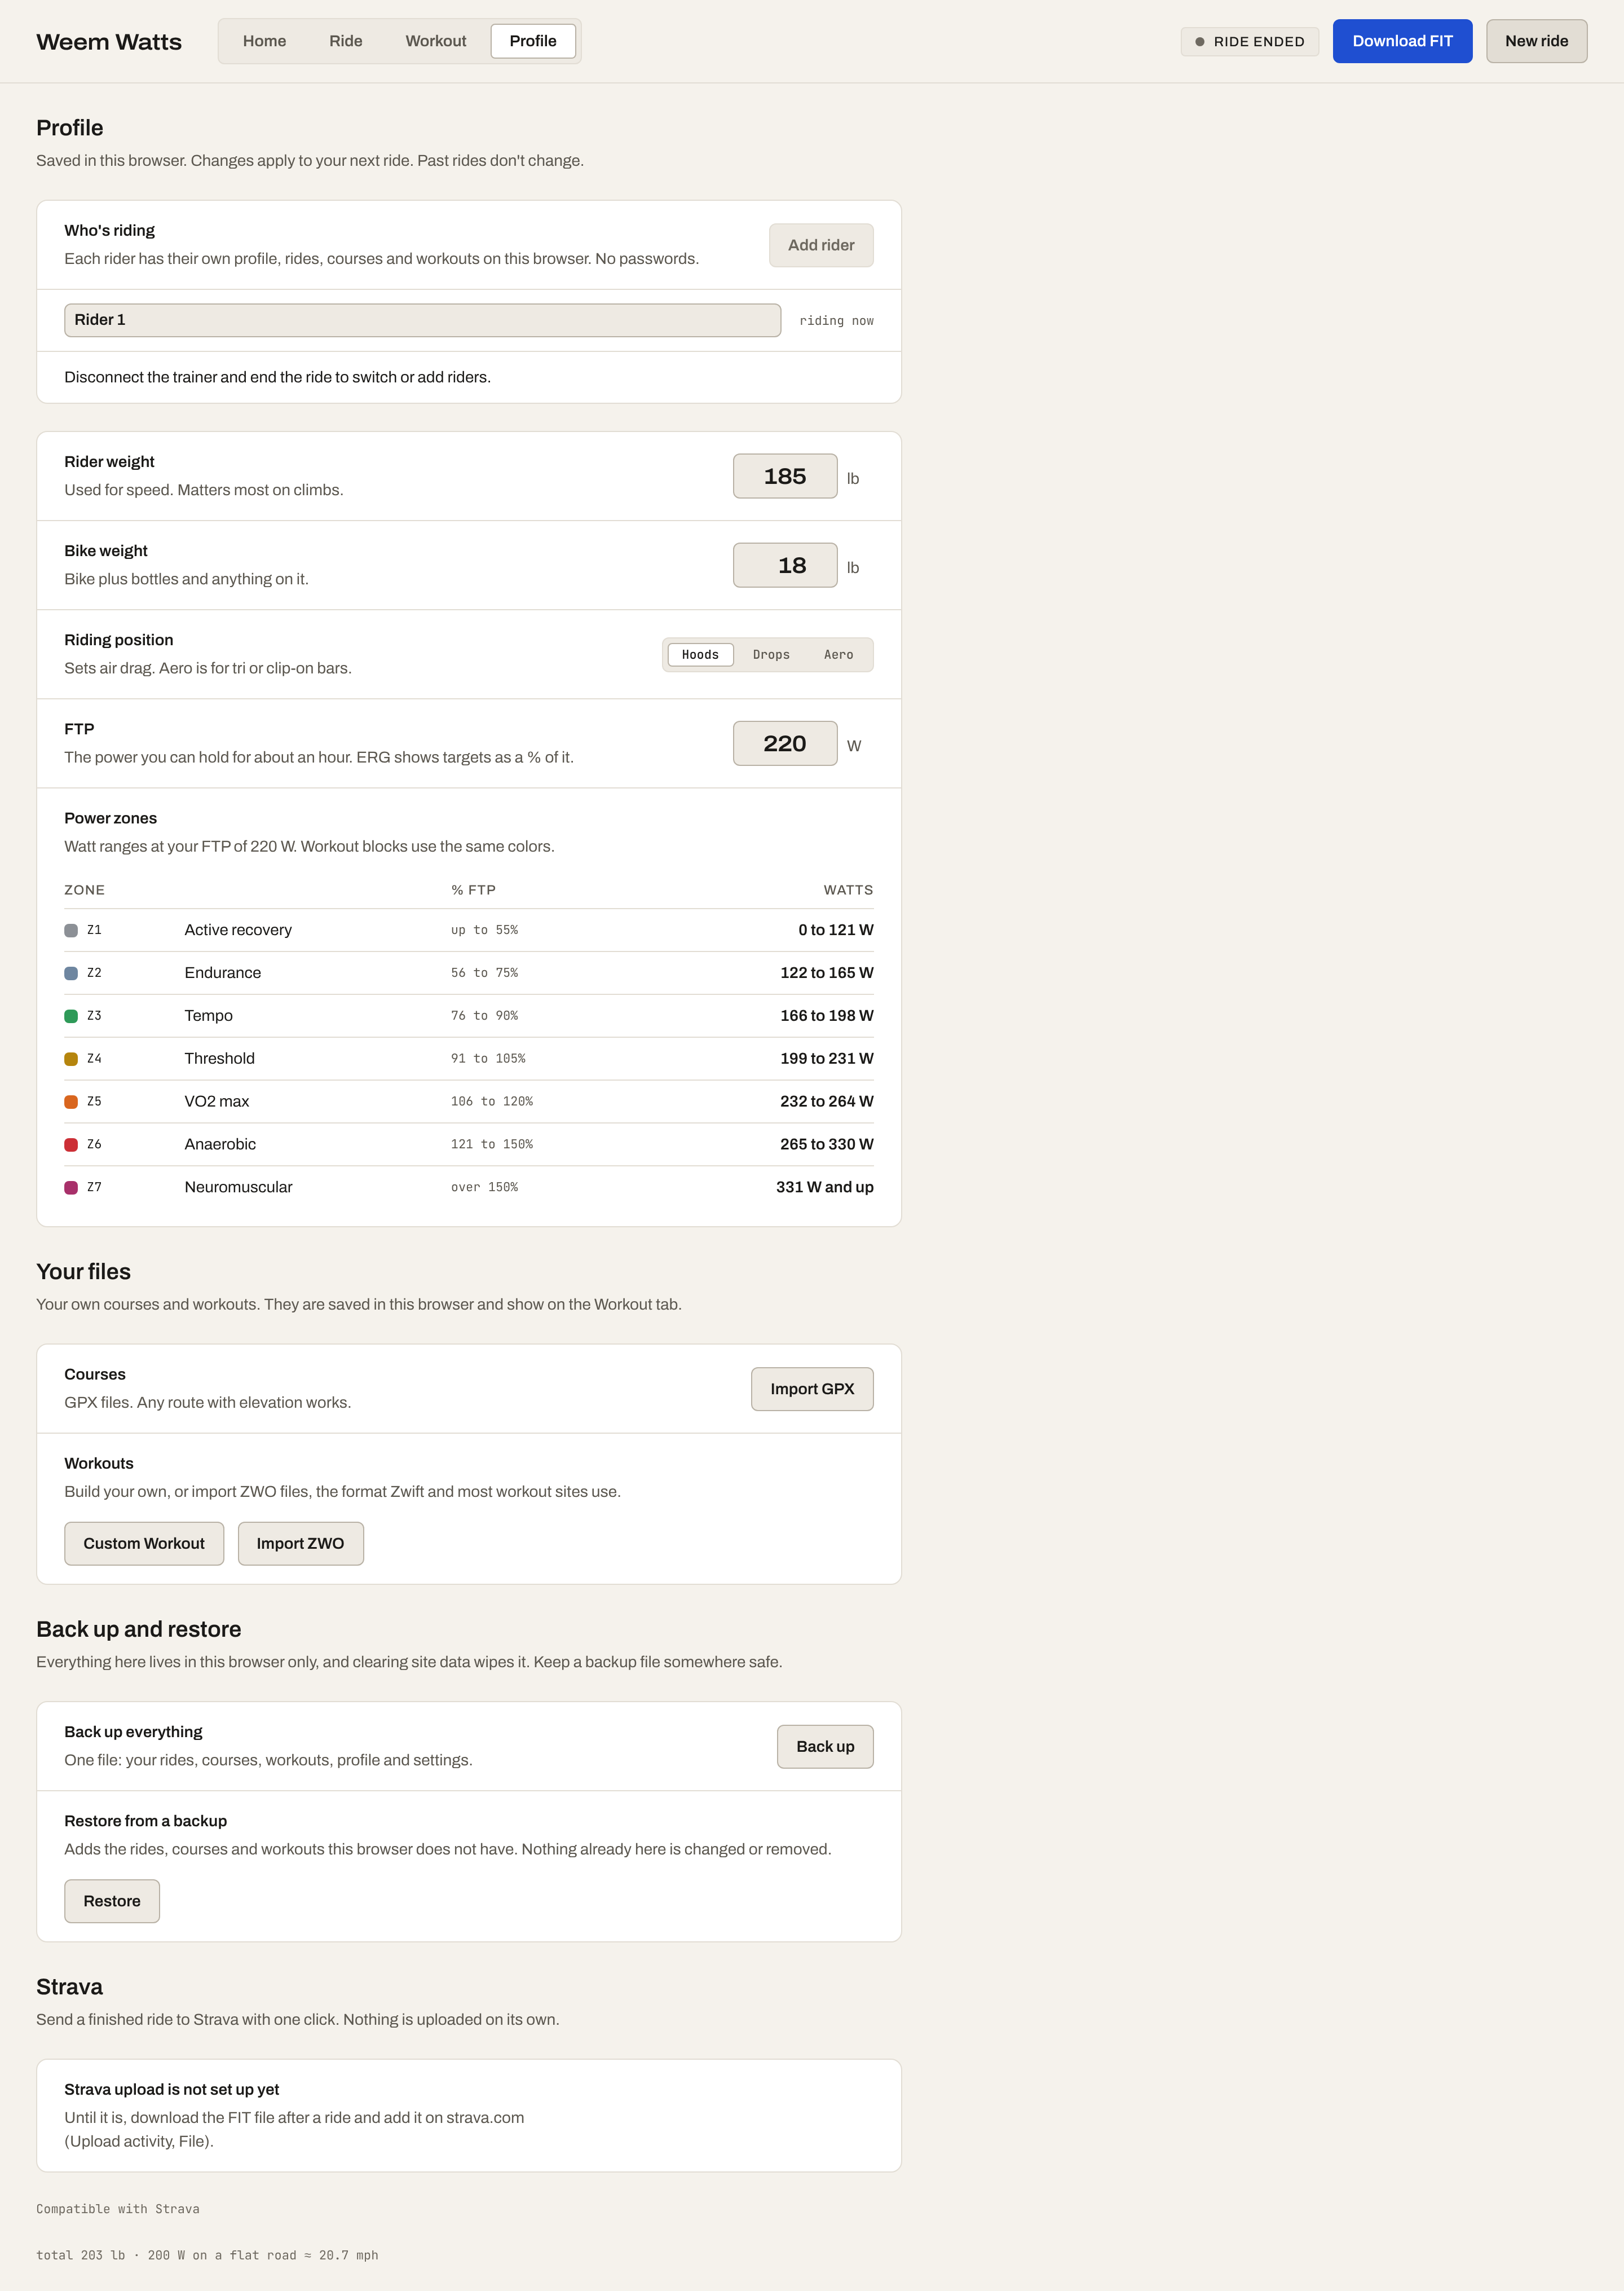 Weem Watts
Home
Ride
Workout
Profile
RIDE ENDED
Download FIT
New ride
Profile
Saved in this browser. Changes apply to your next ride. Past rides don't change.
Who's riding
Each rider has their own profile, rides, courses and workouts on this browser. No passwords.
Add rider
Rider 1
riding now
Disconnect the trainer and end the ride to switch or add riders.
Rider weight
Used for speed. Matters most on climbs.
185 lb
Bike weight
Bike plus bottles and anything on it.
18 lb
Riding position
Sets air drag. Aero is for tri or clip-on bars.
Hoods Drops Aero
FTP
The power you can hold for about an hour. ERG shows targets as a % of it.
220 W
Power zones
Watt ranges at your FTP of 220 W. Workout blocks use the same colors.
ZONE % FTP WATTS
Z1 Active recovery up to 55% 0 to 121 W
Z2 Endurance 56 to 75% 122 to 165 W
Z3 Tempo 76 to 90% 166 to 198 W
Z4 Threshold 91 to 105% 199 to 231 W
Z5 VO2 max 106 to 120% 232 to 264 W
Z6 Anaerobic 121 to 150% 265 to 330 W
Z7 Neuromuscular over 150% 331 W and up
Your files
Your own courses and workouts. They are saved in this browser and show on the Workout tab.
Courses
GPX files. Any route with elevation works.
Import GPX
Workouts
Build your own, or import ZWO files, the format Zwift and most workout sites use.
Custom Workout
Import ZWO
Back up and restore
Everything here lives in this browser only, and clearing site data wipes it. Keep a backup file somewhere safe.
Back up everything
One file: your rides, courses, workouts, profile and settings.
Back up
Restore from a backup
Adds the rides, courses and workouts this browser does not have. Nothing already here is changed or removed.
Restore
Strava
Send a finished ride to Strava with one click. Nothing is uploaded on its own.
Strava upload is not set up yet
Until it is, download the FIT file after a ride and add it on strava.com
(Upload activity, File).
Compatible with Strava
total 203 lb · 200 W on a flat road ≈ 20.7 mph